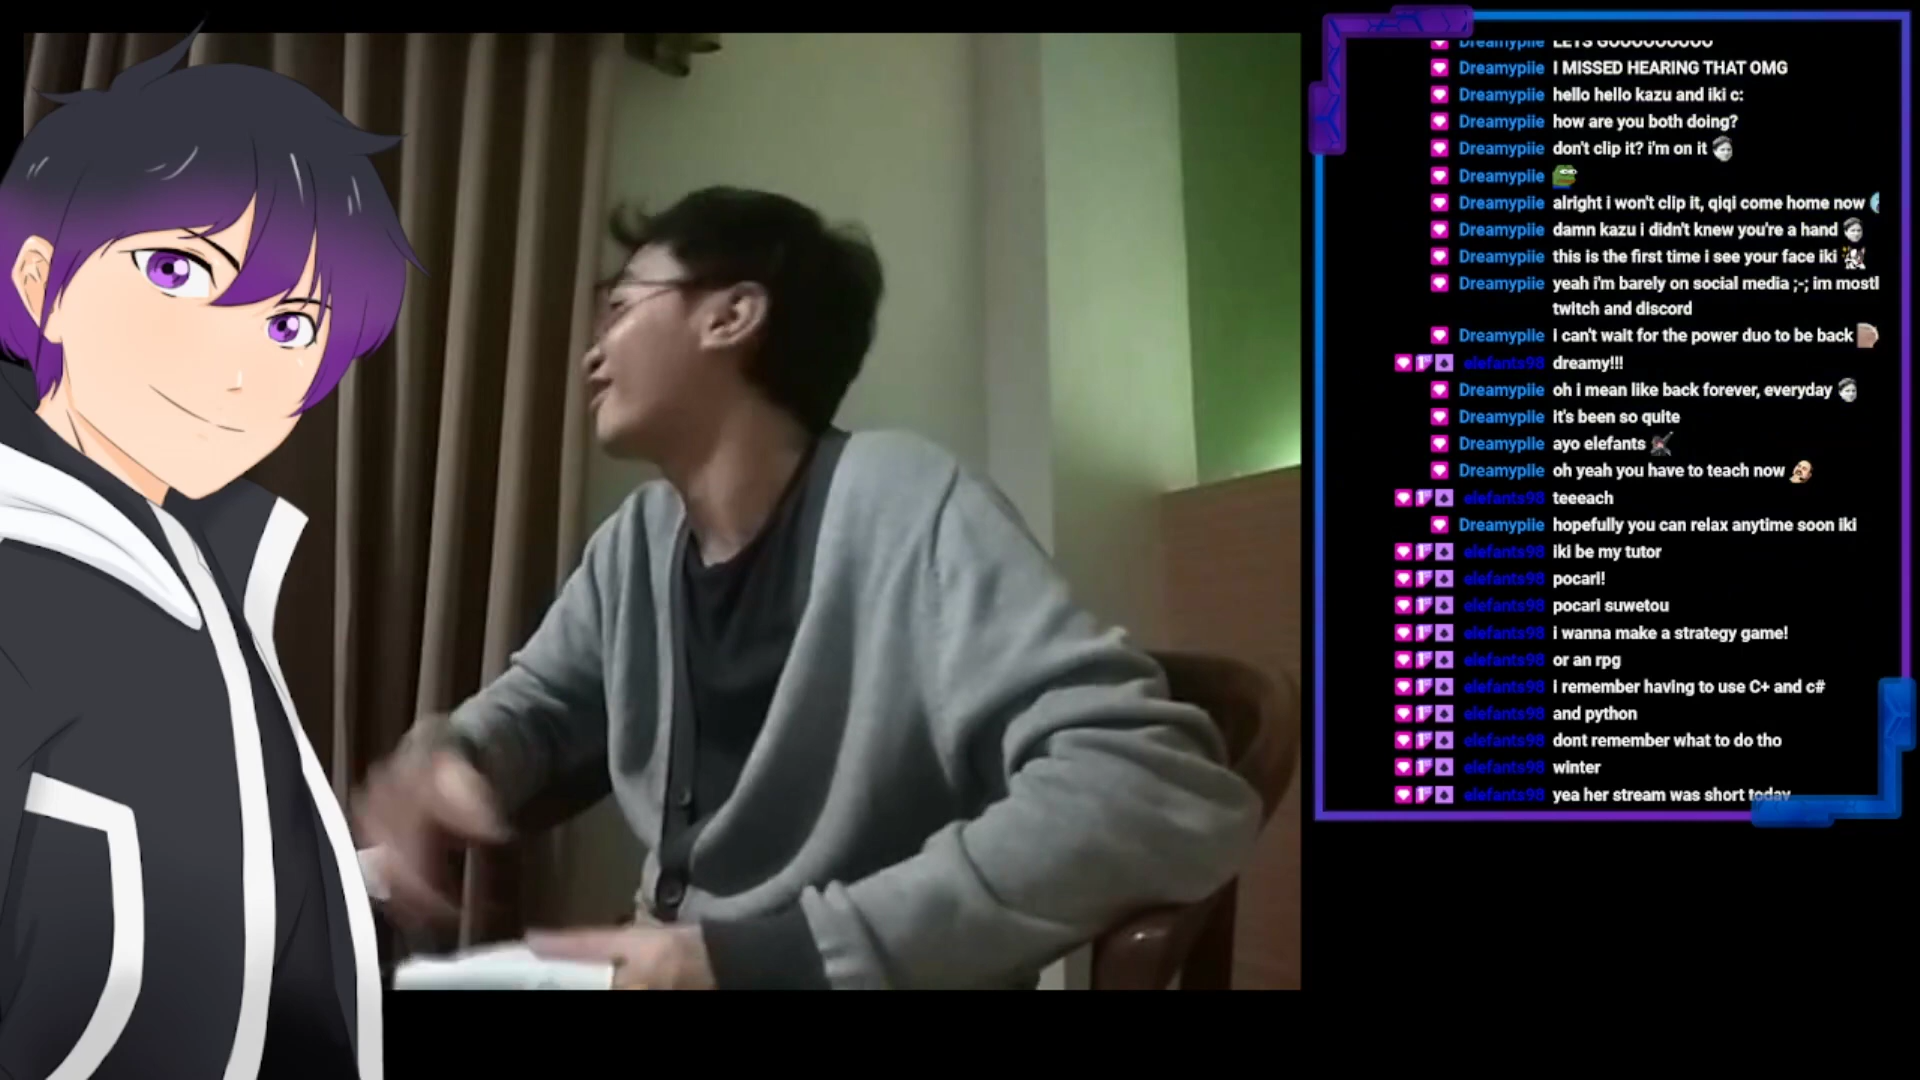 Dreamypiie LETS GOOOOOOOOO
Dreamypiie I MISSED HEARING THAT OMG
Dreamypiie hello hello kazu and iki c:
Dreamypiie how are you both doing?
Dreamypiie don't clip it? i'm on it
Dreamypiie
Dreamypiie alright i won't clip it, qiqi come home now
Dreamypiie damn kazu i didn't knew you're a hand
Dreamypiie this is the first time i see your face iki
Dreamypiie yeah i'm barely on social media ;-; im mostl
twitch and discord
Dreamypiie i can't wait for the power duo to be back
elefants98 dreamy!!!
Dreamypiie oh i mean like back forever, everyday
Dreamypiie it's been so quite
Dreamypiie ayo elefants
Dreamypiie oh yeah you have to teach now
elefants98 teeeach
Dreamypiie hopefully you can relax anytime soon iki
elefants98 iki be my tutor
elefants98 pocari!
elefants98 pocari suwetou
elefants98 i wanna make a strategy game!
elefants98 or an rpg
elefants98 i remember having to use C+ and c#
elefants98 and python
elefants98 dont remember what to do tho
elefants98 winter
elefants98 yea her stream was short today